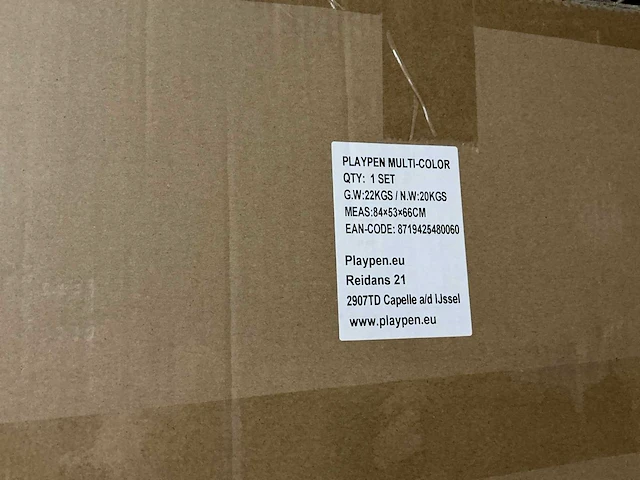 PLAYPEN MULTI-COLOR
QTY: 1 SET
G.W:22KGS / N.W:20KGS
MEAS:84×53×66CM
EAN-CODE: 8719425480060
Playpen.eu
Reidans 21
2907TD Capelle a/d IJssel
www.playpen.eu